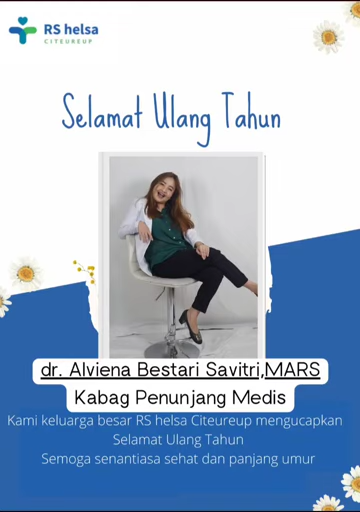 RS helsa
CITEUREUP
Selamat Ulang Tahun
dr. Alviena Bestari Savitri,MARS
Kabag Penunjang Medis
Kami keluarga besar RS helsa Citeureup mengucapkan
Selamat Ulang Tahun
Semoga senantiasa sehat dan panjang umur